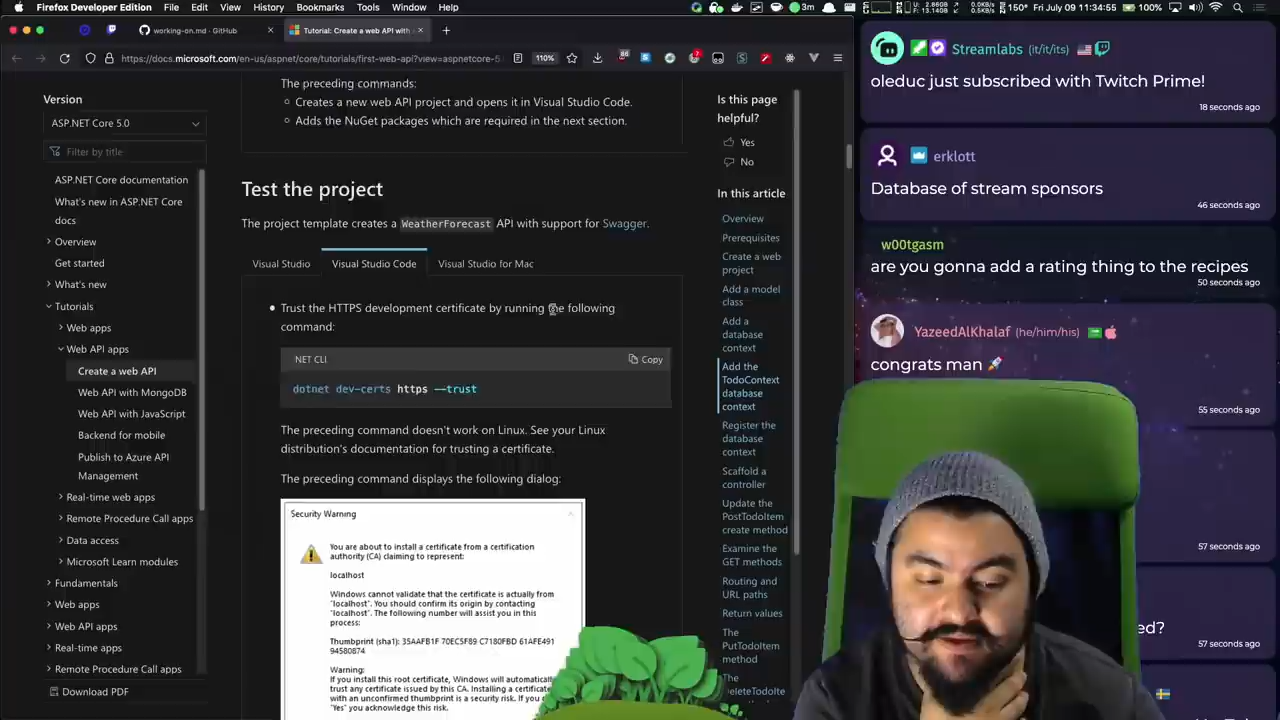 Firefox Developer Edition File Edit View History Bookmarks Tools Window Help
3m
150° Fri July 09 11:34:55 100%
working-on.md · GitHub
Tutorial: Create a web API with
https://docs.microsoft.com/en-us/aspnet/core/tutorials/first-web-api?view=aspnetcore-5
110%
Version
ASP.NET Core 5.0
Filter by title
ASP.NET Core documentation
What's new in ASP.NET Core
docs
Overview
Get started
What's new
Tutorials
Web apps
Web API apps
Create a web API
Web API with MongoDB
Web API with JavaScript
Backend for mobile
Publish to Azure API
Management
Real-time web apps
Remote Procedure Call apps
Data access
Microsoft Learn modules
Fundamentals
Web apps
Web API apps
Real-time apps
Remote Procedure Call apps
Download PDF
The preceding commands:
Creates a new web API project and opens it in Visual Studio Code.
Adds the NuGet packages which are required in the next section.
Test the project
The project template creates a WeatherForecast API with support for Swagger.
Visual Studio Visual Studio Code Visual Studio for Mac
Trust the HTTPS development certificate by running the following
command:
.NET CLI
Copy
dotnet dev-certs https --trust
The preceding command doesn't work on Linux. See your Linux
distribution's documentation for trusting a certificate.
The preceding command displays the following dialog:
Security Warning
You are about to install a certificate from a certification
authority (CA) claiming to represent:
localhost
Windows cannot validate that the certificate is actually from
"localhost". You should confirm its origin by contacting
"localhost". The following number will assist you in this
process:
Thumbprint (sha1): 35AAFB1F 70EC5F89 C7180FBD 61AFE491
94580874
Warning:
If you install this root certificate, Windows will automatically
trust any certificate issued by this CA. Installing a certificate
with an unconfirmed thumbprint is a security risk. If you
"Yes" you acknowledge this risk.
Is this page
helpful?
Yes
No
In this article
Overview
Prerequisites
Create a web
project
Add a model
class
Add a
database
context
Add the
TodoContext
database
context
Register the
database
context
Scaffold a
controller
Update the
PostTodoItem
create method
Examine the
GET methods
Routing and
URL paths
Return values
The
PutTodoItem
method
The
DeleteTodoIte
Streamlabs (it/it/its)
oleduc just subscribed with Twitch Prime!
18 seconds ago
erklott
Database of stream sponsors
46 seconds ago
w00tgasm
are you gonna add a rating thing to the recipes
50 seconds ago
YazeedAlKhalaf (he/him/his)
congrats man 🚀
55 seconds ago
57 seconds ago
ed?
57 seconds ago